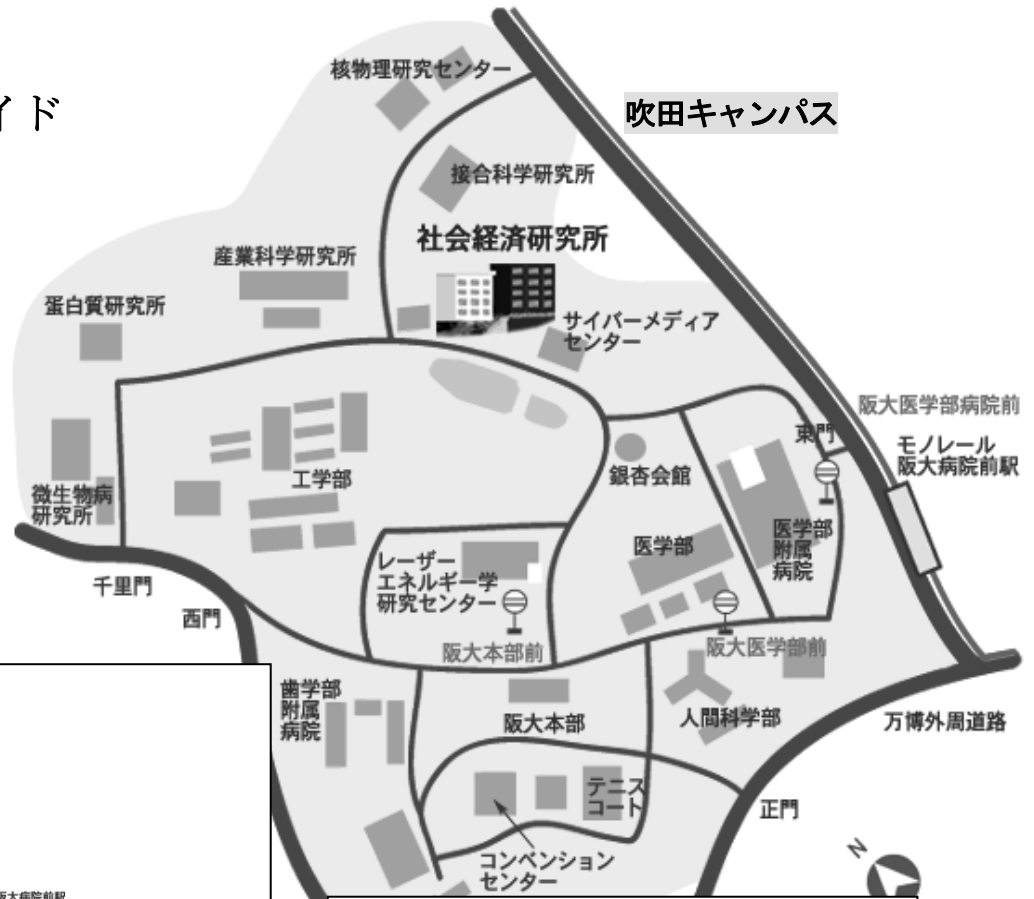 イド
吹田キャンパス
核物理研究センター
接合科学研究所
社会経済研究所
産業科学研究所
蛋白質研究所
サイバーメディア
センター
阪大医学部病院前
東門
モノレール
阪大病院前駅
銀杏会館
工学部
微生物病
研究所
医学部
附属
病院
医学部
レーザー
エネルギー学
研究センター
千里門
西門
阪大本部前
阪大医学部前
歯学部
附属
病院
阪大本部
人間科学部
万博外周道路
テニス
コート
正門
コンベンション
センター
N
阪大病院前駅